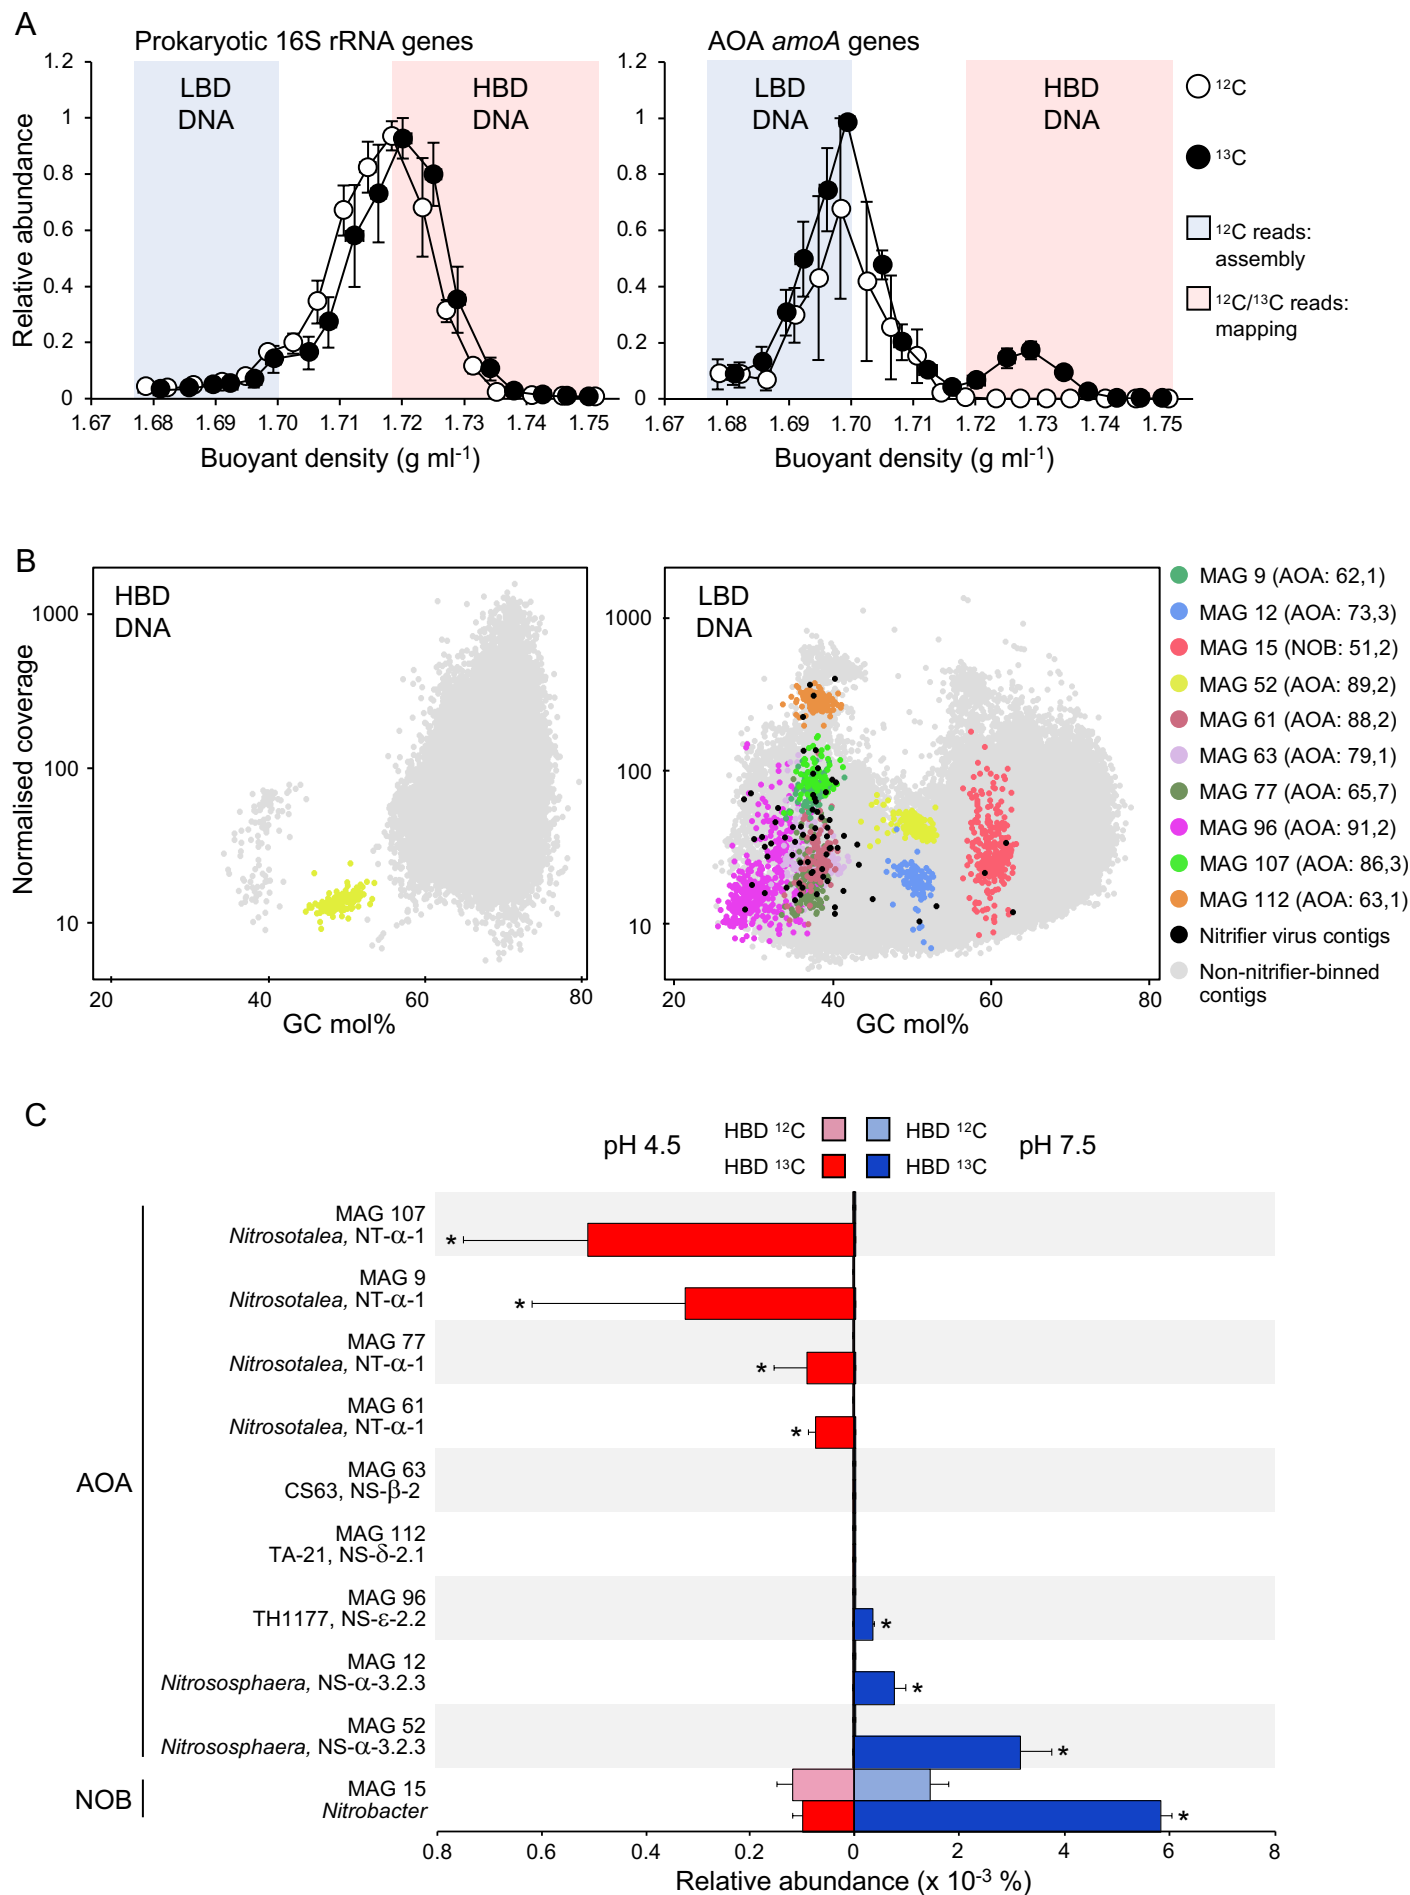 A
Prokaryotic 16S rRNA genes
AOA amoA genes
1.2
1
0.8
0.6
0.4
0.2
0
Relative abundance
LBD
DNA
HBD
DNA
1.67 1.68 1.69 1.70 1.71 1.72 1.73 1.74 1.75
Buoyant density (g ml-1)
1.2
1
0.8
0.6
0.4
0.2
0
LBD
DNA
HBD
DNA
1.67 1.68 1.69 1.70 1.71 1.72 1.73 1.74 1.75
Buoyant density (g ml-1)
12C
13C
12C reads:
assembly
12C/13C reads:
mapping
B
HBD
DNA
1000
100
10
Normalised coverage
20 40 60 80
GC mol%
LBD
DNA
1000
100
10
20 40 60 80
GC mol%
MAG 9 (AOA: 62,1)
MAG 12 (AOA: 73,3)
MAG 15 (NOB: 51,2)
MAG 52 (AOA: 89,2)
MAG 61 (AOA: 88,2)
MAG 63 (AOA: 79,1)
MAG 77 (AOA: 65,7)
MAG 96 (AOA: 91,2)
MAG 107 (AOA: 86,3)
MAG 112 (AOA: 63,1)
Nitrifier virus contigs
Non-nitrifier-binned
contigs
C
pH 4.5
HBD 12C
HBD 13C
HBD 12C
HBD 13C
pH 7.5
AOA
MAG 107
Nitrosotalea, NT-α-1
*
MAG 9
Nitrosotalea, NT-α-1
*
MAG 77
Nitrosotalea, NT-α-1
*
MAG 61
Nitrosotalea, NT-α-1
*
MAG 63
CS63, NS-β-2
MAG 112
TA-21, NS-δ-2.1
MAG 96
TH1177, NS-ε-2.2
*
MAG 12
Nitrososphaera, NS-α-3.2.3
*
MAG 52
Nitrososphaera, NS-α-3.2.3
*
NOB
MAG 15
Nitrobacter
*
0.8 0.6 0.4 0.2 0 2 4 6 8
Relative abundance (x 10-3 %)